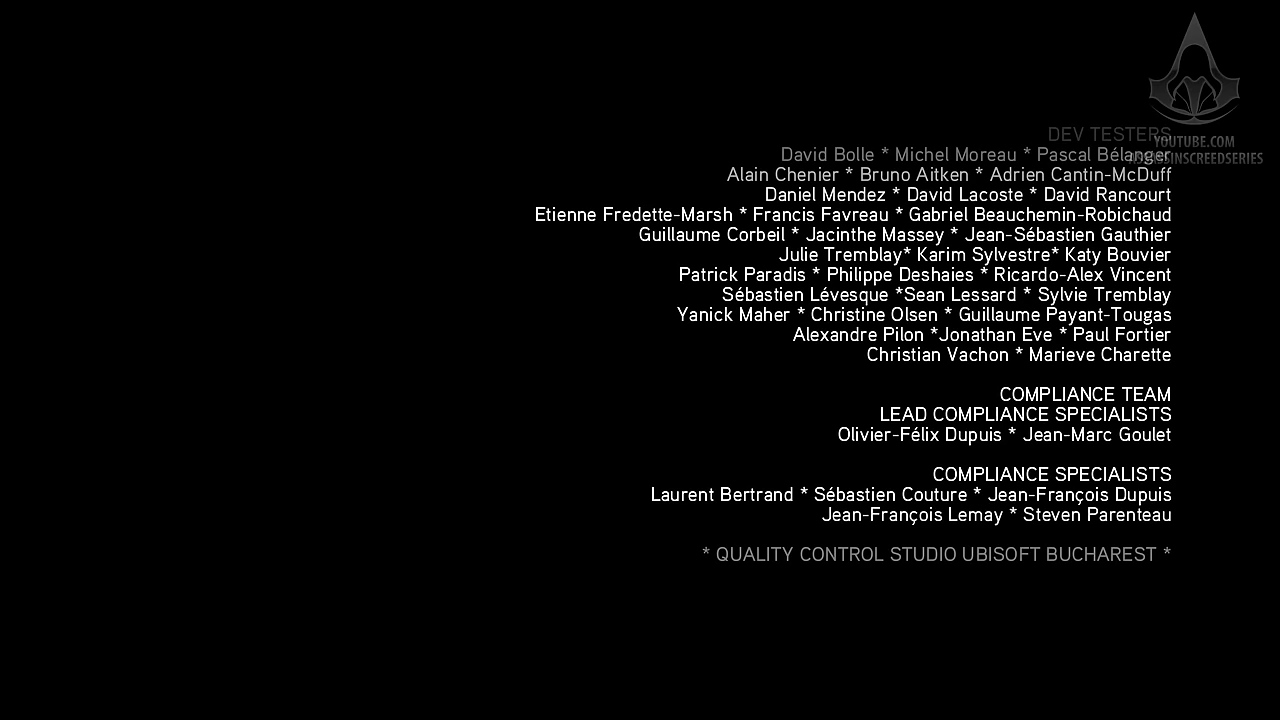 DEV TESTERS
YOUTUBE.COM
David Bolle * Michel Moreau * Pascal Bélanger
ASSASSINSCREEDSERIES
Alain Chenier * Bruno Aitken * Adrien Cantin-McDuff
Daniel Mendez * David Lacoste * David Rancourt
Etienne Fredette-Marsh * Francis Favreau * Gabriel Beauchemin-Robichaud
Guillaume Corbeil * Jacinthe Massey * Jean-Sébastien Gauthier
Julie Tremblay* Karim Sylvestre* Katy Bouvier
Patrick Paradis * Philippe Deshaies * Ricardo-Alex Vincent
Sébastien Lévesque *Sean Lessard * Sylvie Tremblay
Yanick Maher * Christine Olsen * Guillaume Payant-Tougas
Alexandre Pilon *Jonathan Eve * Paul Fortier
Christian Vachon * Marieve Charette
COMPLIANCE TEAM
LEAD COMPLIANCE SPECIALISTS
Olivier-Félix Dupuis * Jean-Marc Goulet
COMPLIANCE SPECIALISTS
Laurent Bertrand * Sébastien Couture * Jean-François Dupuis
Jean-François Lemay * Steven Parenteau
* QUALITY CONTROL STUDIO UBISOFT BUCHAREST *